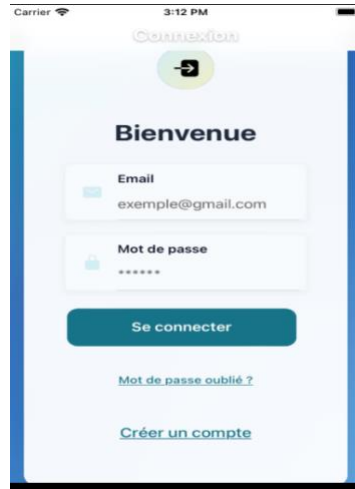 Carrier 3:12 PM
Connexion
Bienvenue
Email
exemple@gmail.com
Mot de passe
******
Se connecter
Mot de passe oublié ?
Créer un compte